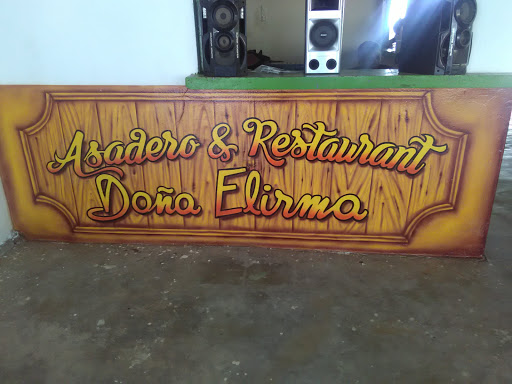 Asadero & Restaurant
Doña Elirma